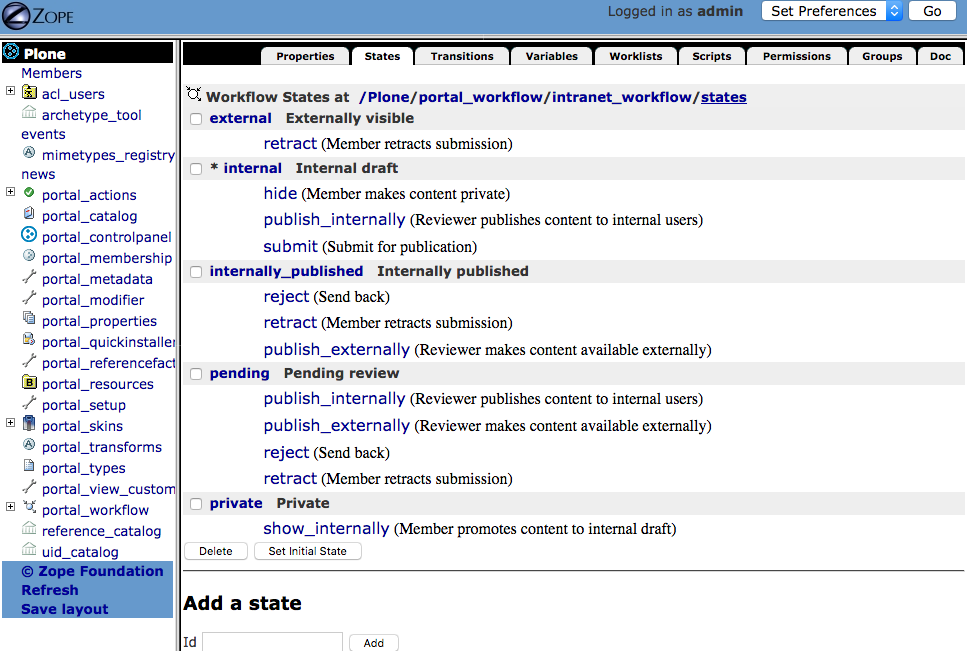 ZOPE
Logged in as admin
Set Preferences
Go
Plone
Members
acl_users
archetype_tool
events
mimetypes_registry
news
portal_actions
portal_catalog
portal_controlpanel
portal_membership
portal_metadata
portal_modifier
portal_properties
portal_quickinstaller
portal_referencefact
portal_resources
portal_setup
portal_skins
portal_transforms
portal_types
portal_view_custom
portal_workflow
reference_catalog
uid_catalog
© Zope Foundation
Refresh
Save layout
Properties States Transitions Variables Worklists Scripts Permissions Groups Doc
Workflow States at /Plone/portal_workflow/intranet_workflow/states
external Externally visible
retract (Member retracts submission)
* internal Internal draft
hide (Member makes content private)
publish_internally (Reviewer publishes content to internal users)
submit (Submit for publication)
internally_published Internally published
reject (Send back)
retract (Member retracts submission)
publish_externally (Reviewer makes content available externally)
pending Pending review
publish_internally (Reviewer publishes content to internal users)
publish_externally (Reviewer makes content available externally)
reject (Send back)
retract (Member retracts submission)
private Private
show_internally (Member promotes content to internal draft)
Delete Set Initial State
Add a state
Id Add